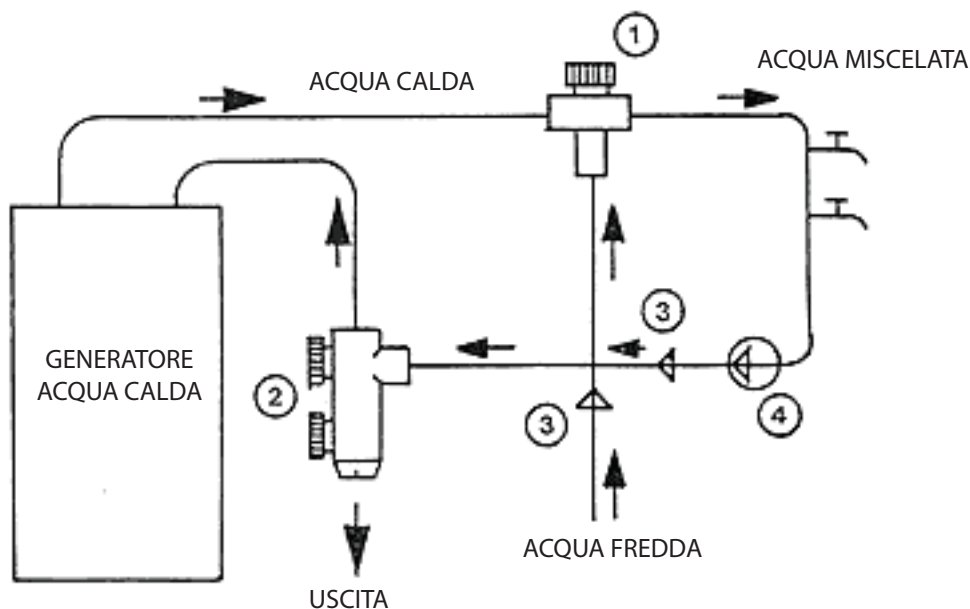 1
ACQUA CALDA
ACQUA MISCELATA
3
GENERATORE
ACQUA CALDA
2
3
4
ACQUA FREDDA
USCITA